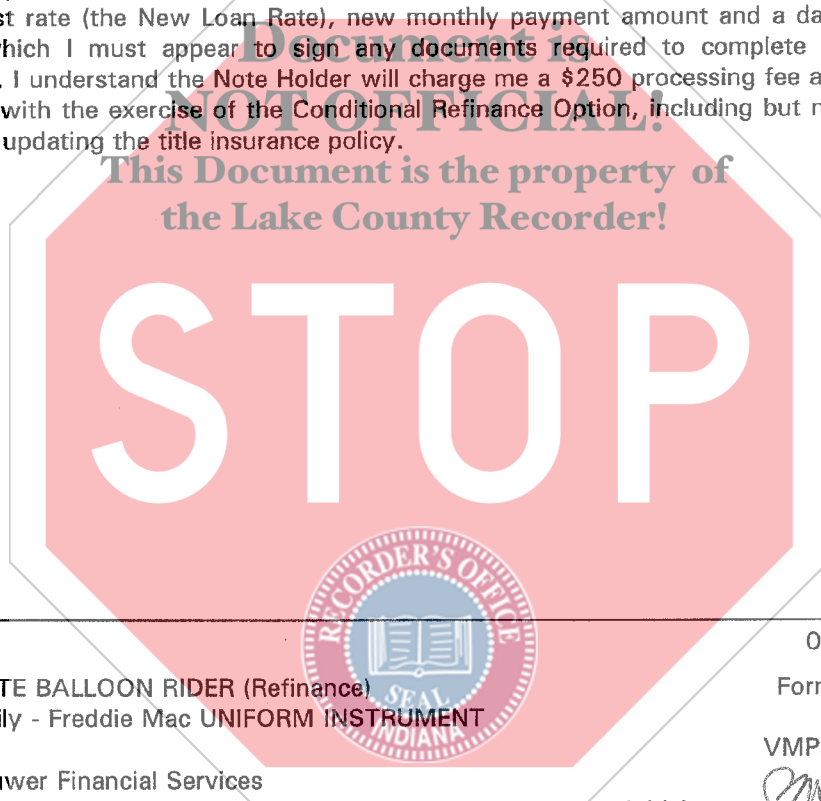 st rate (the New Loan Rate), new monthly payment amount and a da
hich I must appear to sign any documents required to complete
. I understand the Note Holder will charge me a $250 processing fee a
with the exercise of the Conditional Refinance Option, including but n
updating the title insurance policy.
Document is
NOT OFFICIAL!
This Document is the property of
the Lake County Recorder!
STOP
RECORDER'S OFFICE
SEAL
INDIANA
TE BALLOON RIDER (Refinance)
ily - Freddie Mac UNIFORM INSTRUMENT
Form
VMP
uwer Financial Services